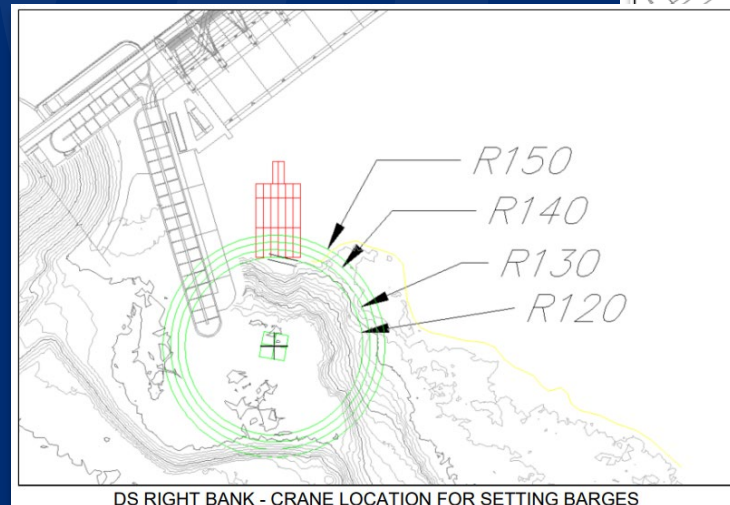 R150
R140
R130
R120
DS RIGHT BANK - CRANE LOCATION FOR SETTING BARGES